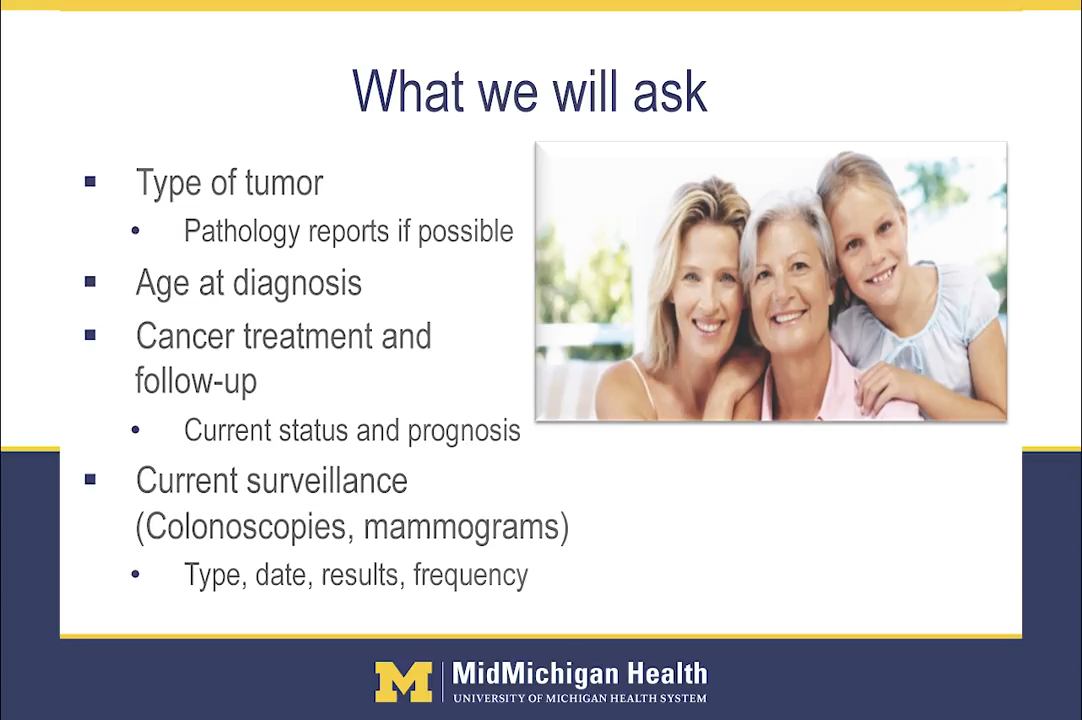 What we will ask
▪ Type of tumor
• Pathology reports if possible
▪ Age at diagnosis
▪ Cancer treatment and
follow-up
• Current status and prognosis
▪ Current surveillance
(Colonoscopies, mammograms)
• Type, date, results, frequency
M MidMichigan Health
UNIVERSITY OF MICHIGAN HEALTH SYSTEM